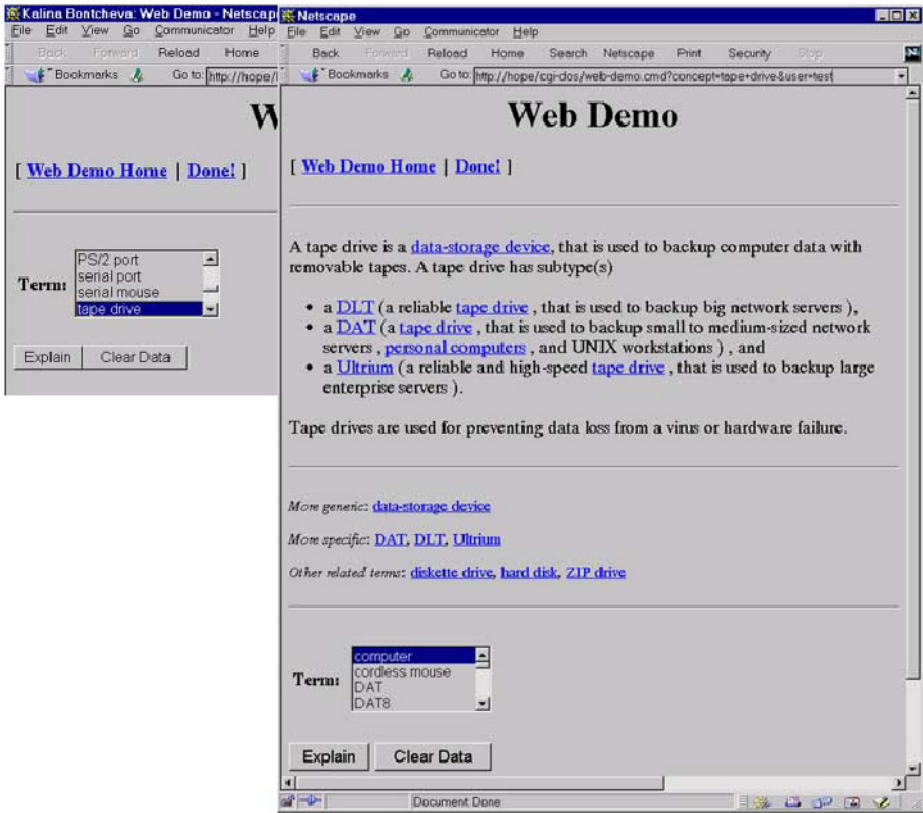 Kalina Bontcheva: Web Demo - Netscap
File Edit View Go Communicator Help
Back Forward Reload Home
Bookmarks Go to: http://hope/
W
[ Web Demo Home | Done! ]
Term:
PS/2 port
serial port
serial mouse
tape drive
Explain Clear Data
Netscape
File Edit View Go Communicator Help
Back Forward Reload Home Search Netscape Print Security Stop
Bookmarks Go to: http://hope/cgi-dos/web-demo.cmd?concept=tape+drive&user=test
Web Demo
[ Web Demo Home | Done! ]
A tape drive is a data-storage device, that is used to backup computer data with
removable tapes. A tape drive has subtype(s)
• a DLT ( a reliable tape drive , that is used to backup big network servers ),
• a DAT ( a tape drive , that is used to backup small to medium-sized network
servers , personal computers , and UNIX workstations ) , and
• a Ultrium ( a reliable and high-speed tape drive , that is used to backup large
enterprise servers ).
Tape drives are used for preventing data loss from a virus or hardware failure.
More generic: data-storage device
More specific: DAT, DLT, Ultrium
Other related terms: diskette drive, hard disk, ZIP drive
Term:
computer
cordless mouse
DAT
DAT8
Explain Clear Data
Document: Done